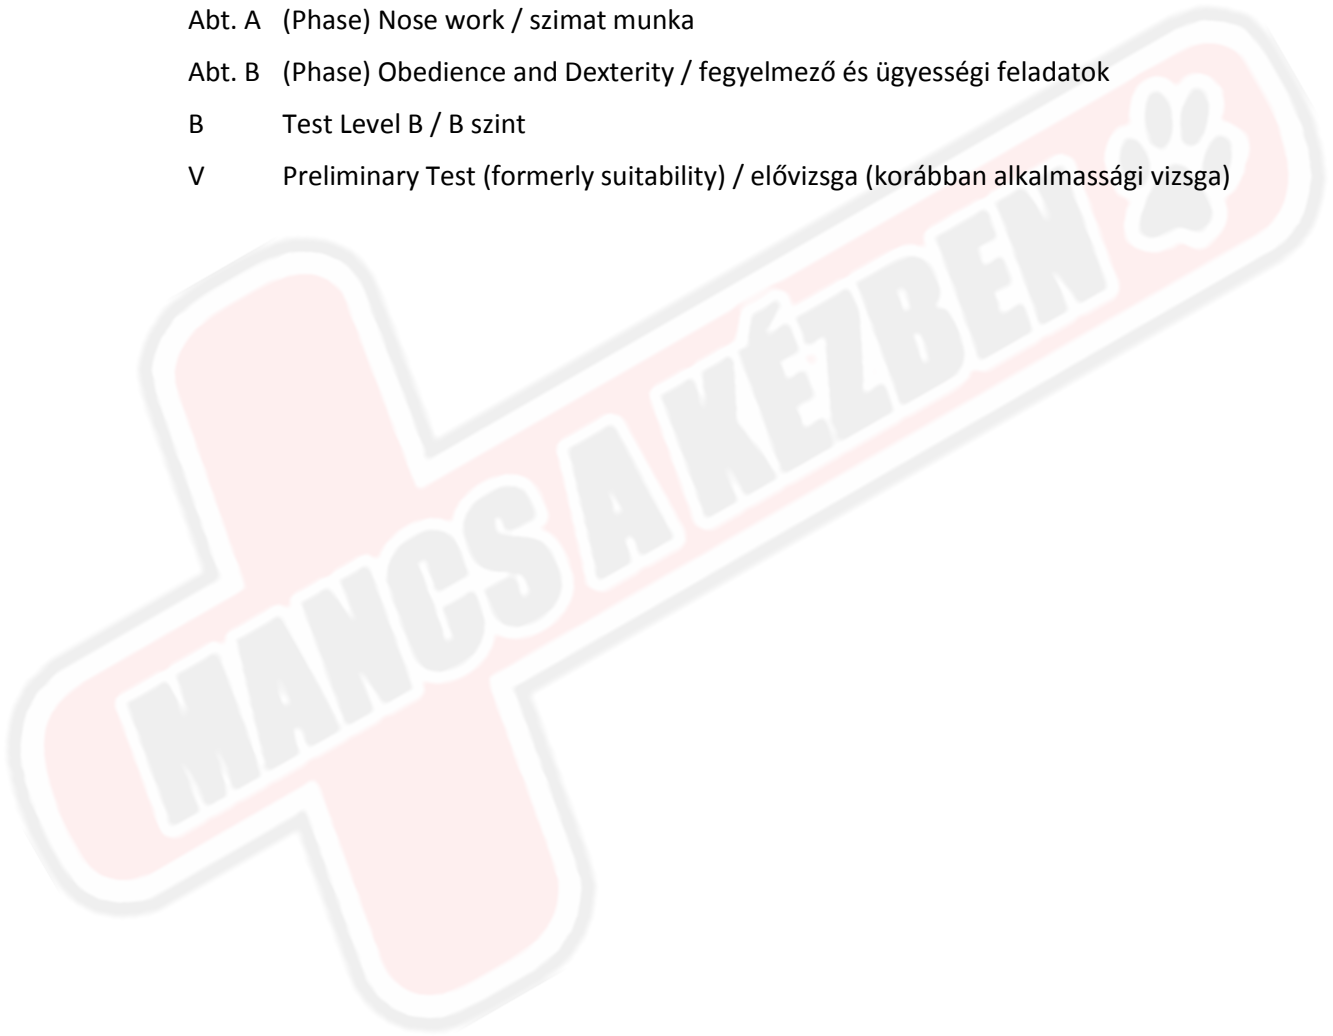 Abt. A (Phase) Nose work / szimat munka
Abt. B (Phase) Obedience and Dexterity / fegyelmező és ügyességi feladatok
B Test Level B / B szint
V Preliminary Test (formerly suitability) / elővizsga (korábban alkalmassági vizsga)
MANCS A KÉZBEN